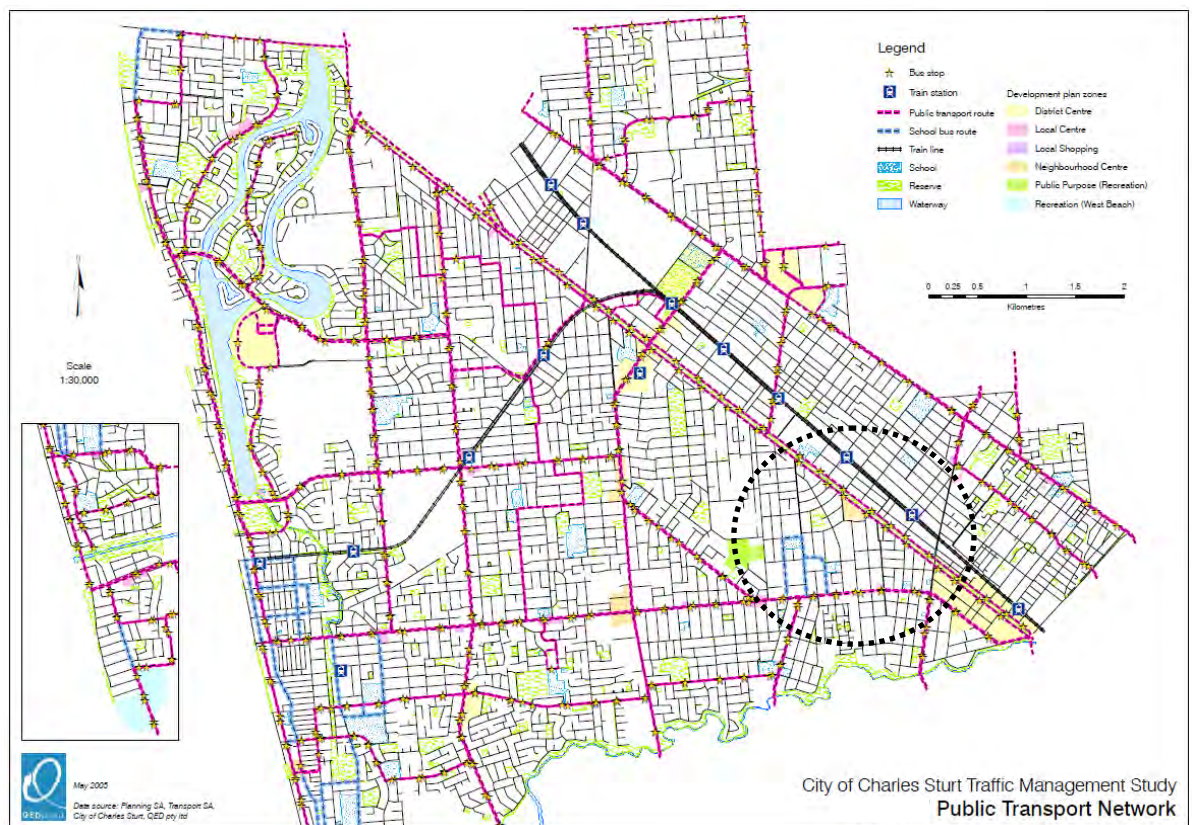 Legend
Bus stop
Train station
Public transport route
School bus route
Train line
School
Reserve
Waterway
Development plan zones
District Centre
Local Centre
Local Shopping
Neighbourhood Centre
Public Purpose (Recreation)
Recreation (West Beach)
0 0.25 0.5 1 1.5 2
Kilometres
Scale
1:30,000
May 2005
Data source: Planning SA, Transport SA,
City of Charles Sturt, QED pty ltd
QED
City of Charles Sturt Traffic Management Study
Public Transport Network